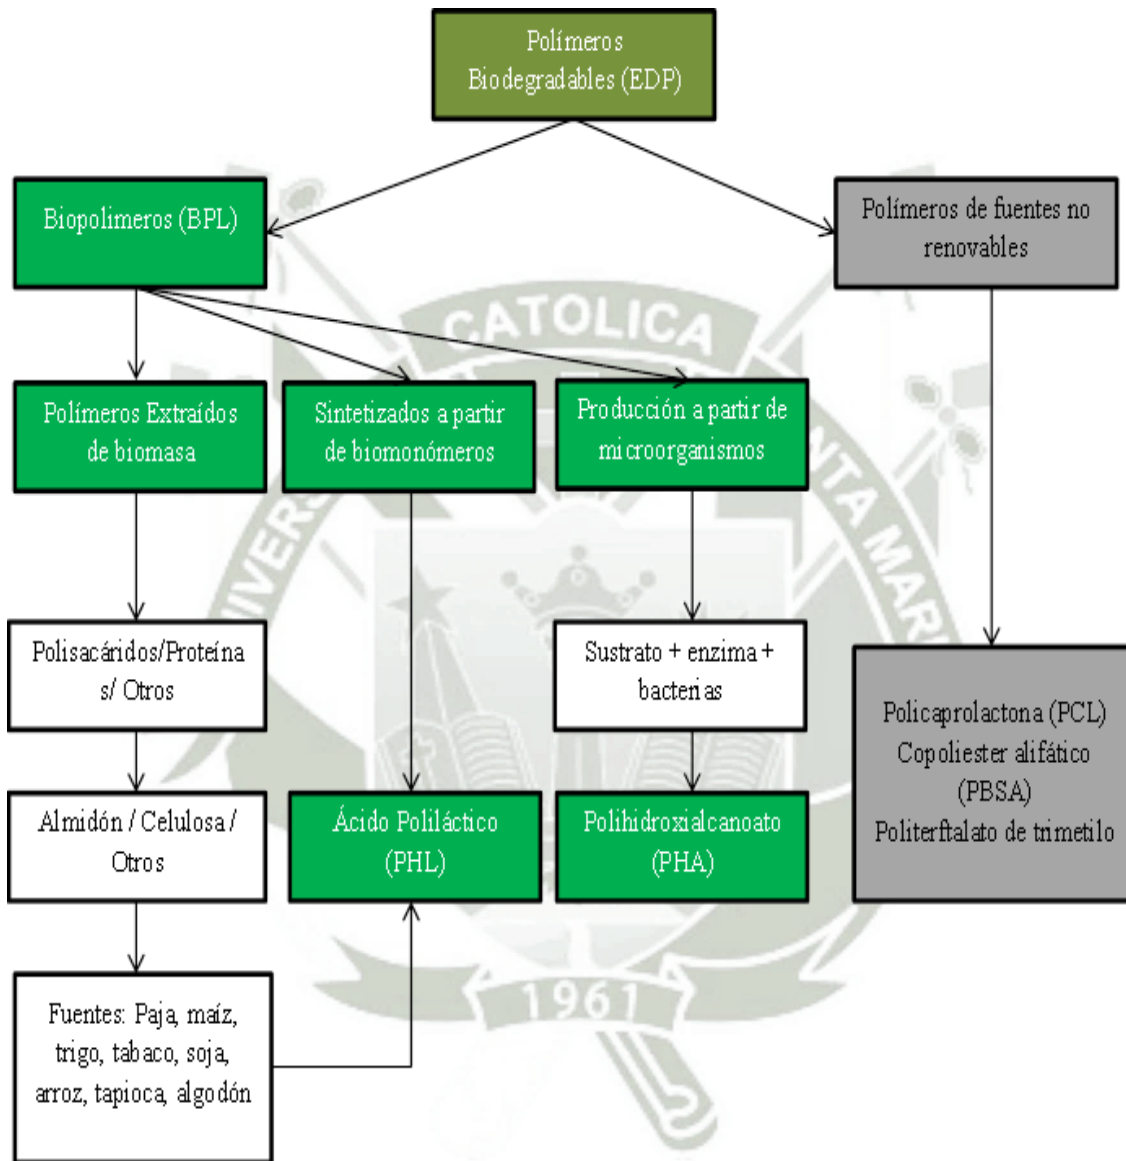 Polímeros
Biodegradables (EDP)
Biopolimeros (BPL)
Polímeros de fuentes no
renovables
Polímeros Extraídos
de biomasa
Sintetizados a partir
de biomonómeros
Producción a partir de
microorganismos
Polisacáridos/Proteína
s/ Otros
Sustrato + enzima +
bacterias
Policaprolactona (PCL)
Copoliester alifático
(PBSA)
Politerftalato de trimetilo
Almidón / Celulosa /
Otros
Ácido Poliláctico
(PHL)
Polihidroxialcanoato
(PHA)
Fuentes: Paja, maíz,
trigo, tabaco, soja,
arroz, tapioca, algodón
CATOLICA
1961